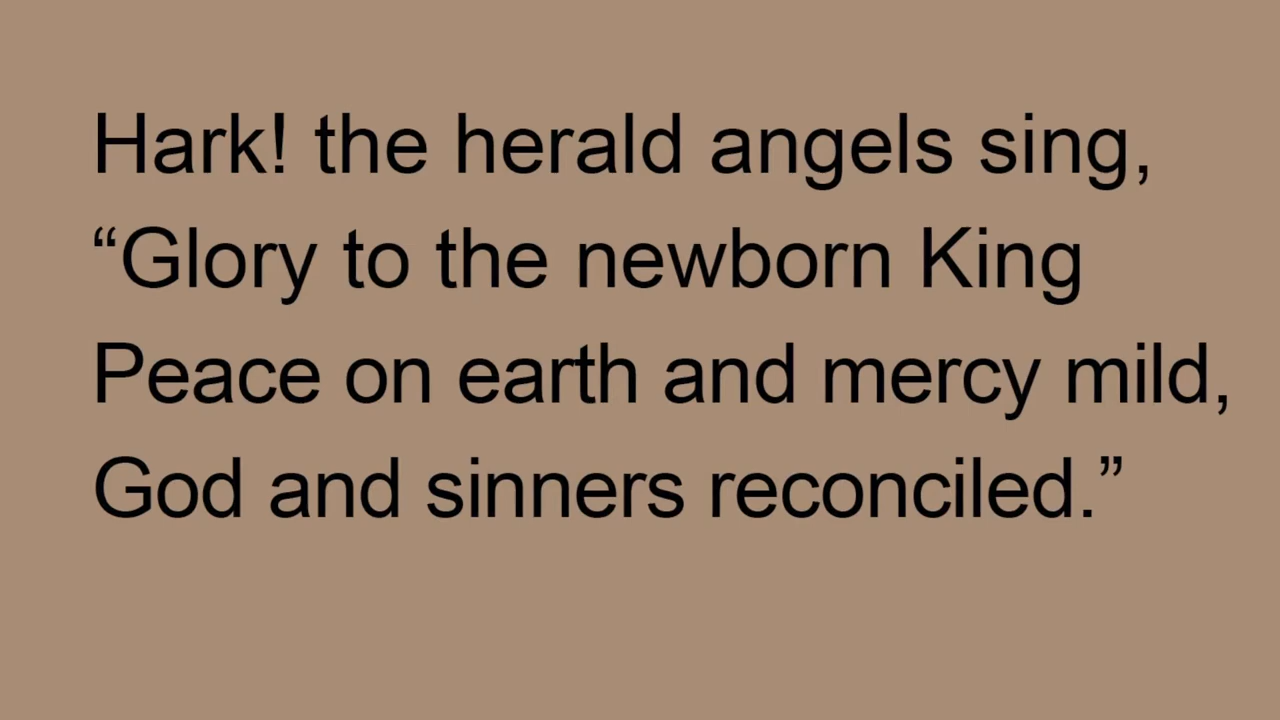 Hark! the herald angels sing,
“Glory to the newborn King
Peace on earth and mercy mild,
God and sinners reconciled.”